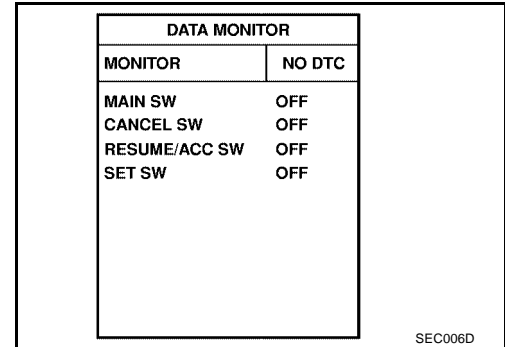 DATA MONITOR
MONITOR NO DTC
MAIN SW OFF
CANCEL SW OFF
RESUME/ACC SW OFF
SET SW OFF
SEC006D